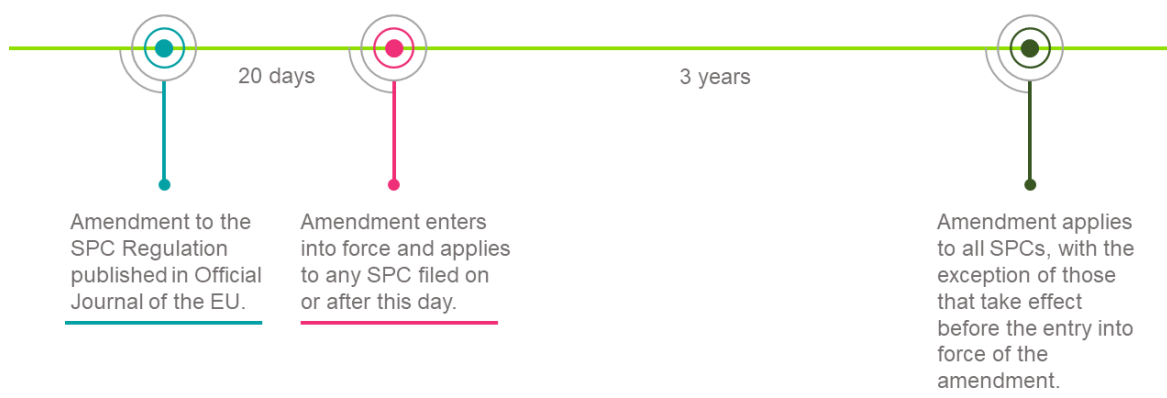 20 days
3 years
Amendment to the
SPC Regulation
published in Official
Journal of the EU.
Amendment enters
into force and applies
to any SPC filed on
or after this day.
Amendment applies
to all SPCs, with the
exception of those
that take effect
before the entry into
force of the
amendment.